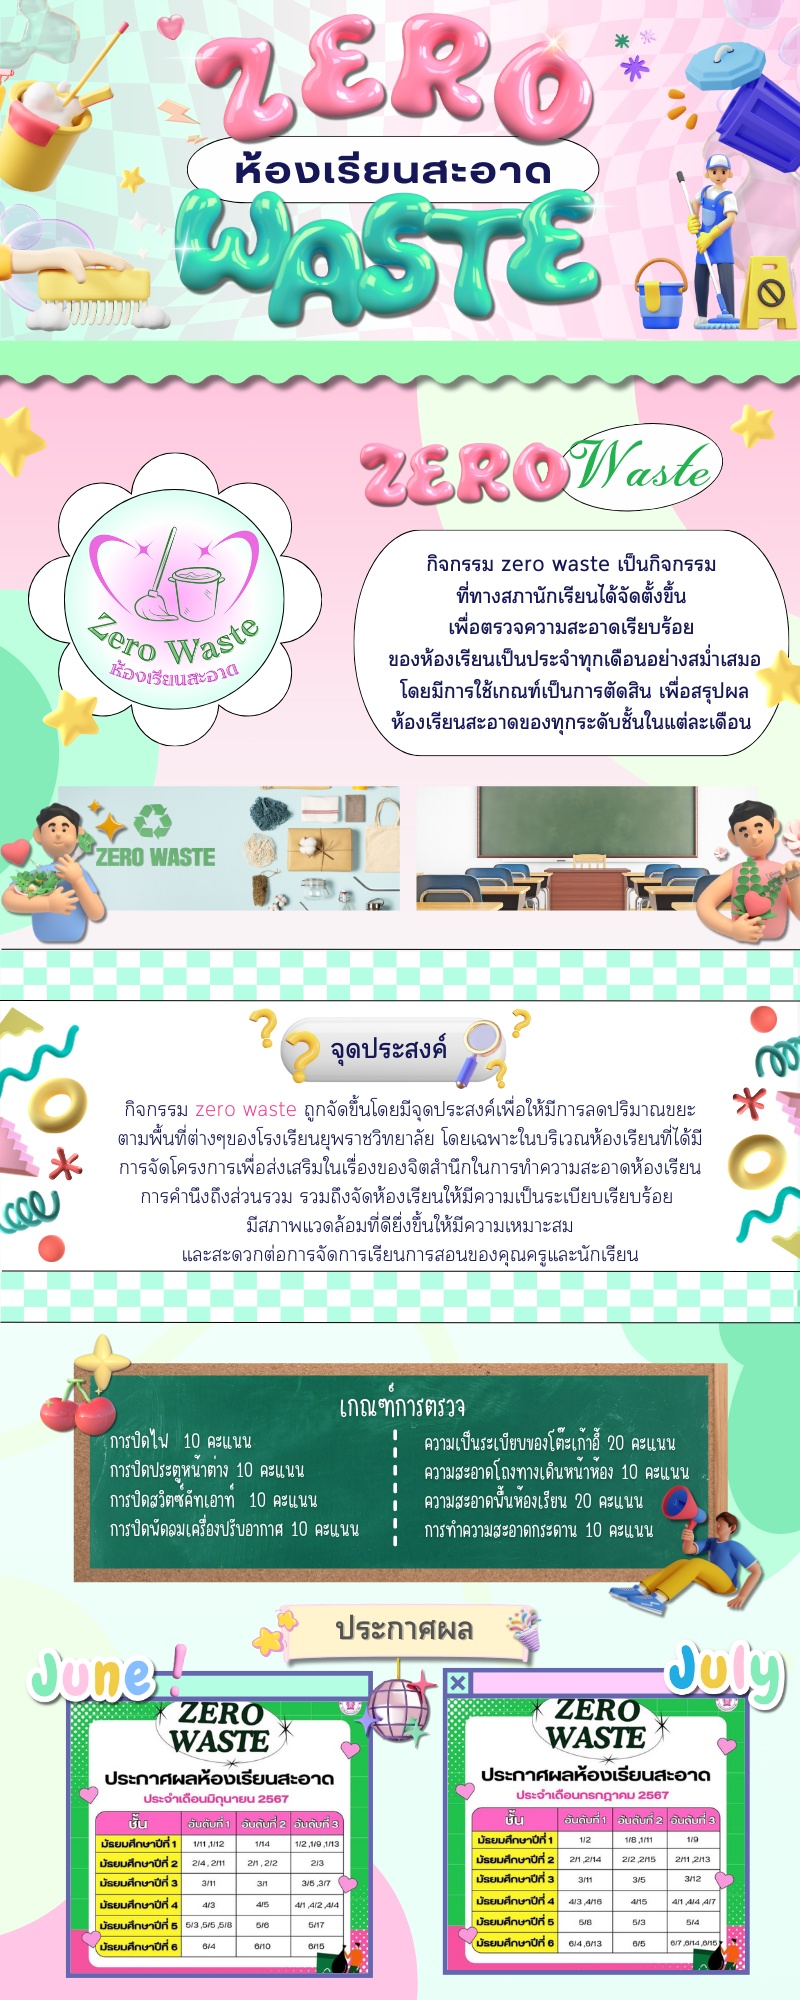 ZERO
ห้องเรียนสะอาด
WASTE
ZERO Waste
Zero Waste
ห้องเรียนสะอาด
กิจกรรม zero waste เป็นกิจกรรม
ที่ทางสภานักเรียนได้จัดตั้งขึ้น
เพื่อตรวจความสะอาดเรียบร้อย
ของห้องเรียนเป็นประจำทุกเดือนอย่างสม่ำเสมอ
โดยมีการใช้เกณฑ์เป็นการตัดสิน เพื่อสรุปผล
ห้องเรียนสะอาดของทุกระดับชั้นในแต่ละเดือน
ZERO WASTE
จุดประสงค์
กิจกรรม zero waste ถูกจัดขึ้นโดยมีจุดประสงค์เพื่อให้มีการลดปริมาณขยะ
ตามพื้นที่ต่างๆของโรงเรียนยุพราชวิทยาลัย โดยเฉพาะในบริเวณห้องเรียนที่ได้มี
การจัดโครงการเพื่อส่งเสริมในเรื่องของจิตสำนึกในการทำความสะอาดห้องเรียน
การคำนึงถึงส่วนรวม รวมถึงจัดห้องเรียนให้มีความเป็นระเบียบเรียบร้อย
มีสภาพแวดล้อมที่ดียิ่งขึ้นให้มีความเหมาะสม
และสะดวกต่อการจัดการเรียนการสอนของคุณครูและนักเรียน
เกณฑ์การตรวจ
การปิดไฟ 10 คะแนน
การปิดประตูหน้าต่าง 10 คะแนน
การปิดสวิตซ์คัทเอาท์ 10 คะแนน
การปิดพัดลมเครื่องปรับอากาศ 10 คะแนน
ความเป็นระเบียบของโต๊ะเก้าอี้ 20 คะแนน
ความสะอาดโถงทางเดินหน้าห้อง 10 คะแนน
ความสะอาดพื้นห้องเรียน 20 คะแนน
การทำความสะอาดกระดาน 10 คะแนน
ประกาศผล
June !
ZERO
WASTE
ประกาศผลห้องเรียนสะอาด
ประจำเดือนมิถุนายน 2567
ชั้น อันดับที่ 1 อันดับที่ 2 อันดับที่ 3
มัธยมศึกษาปีที่ 1 1/11 ,1/12 1/14 1/2 ,1/9 ,1/13
มัธยมศึกษาปีที่ 2 2/4 , 2/11 2/1 , 2/2 2/3
มัธยมศึกษาปีที่ 3 3/11 3/1 3/5 ,3/7
มัธยมศึกษาปีที่ 4 4/3 4/5 4/1 ,4/2 ,4/4
มัธยมศึกษาปีที่ 5 5/3 ,5/5 ,5/8 5/6 5/17
มัธยมศึกษาปีที่ 6 6/4 6/10 6/15
July
ZERO
WASTE
ประกาศผลห้องเรียนสะอาด
ประจำเดือนกรกฎาคม 2567
ชั้น อันดับที่ 1 อันดับที่ 2 อันดับที่ 3
มัธยมศึกษาปีที่ 1 1/2 1/8 ,1/11 1/9
มัธยมศึกษาปีที่ 2 2/1 ,2/14 2/2 ,2/15 2/11 ,2/13
มัธยมศึกษาปีที่ 3 3/11 3/5 3/12
มัธยมศึกษาปีที่ 4 4/3 ,4/16 4/15 4/1 ,4/4 ,4/7
มัธยมศึกษาปีที่ 5 5/8 5/3 5/4
มัธยมศึกษาปีที่ 6 6/4 ,6/13 6/5 6/7 ,6/14 ,6/15